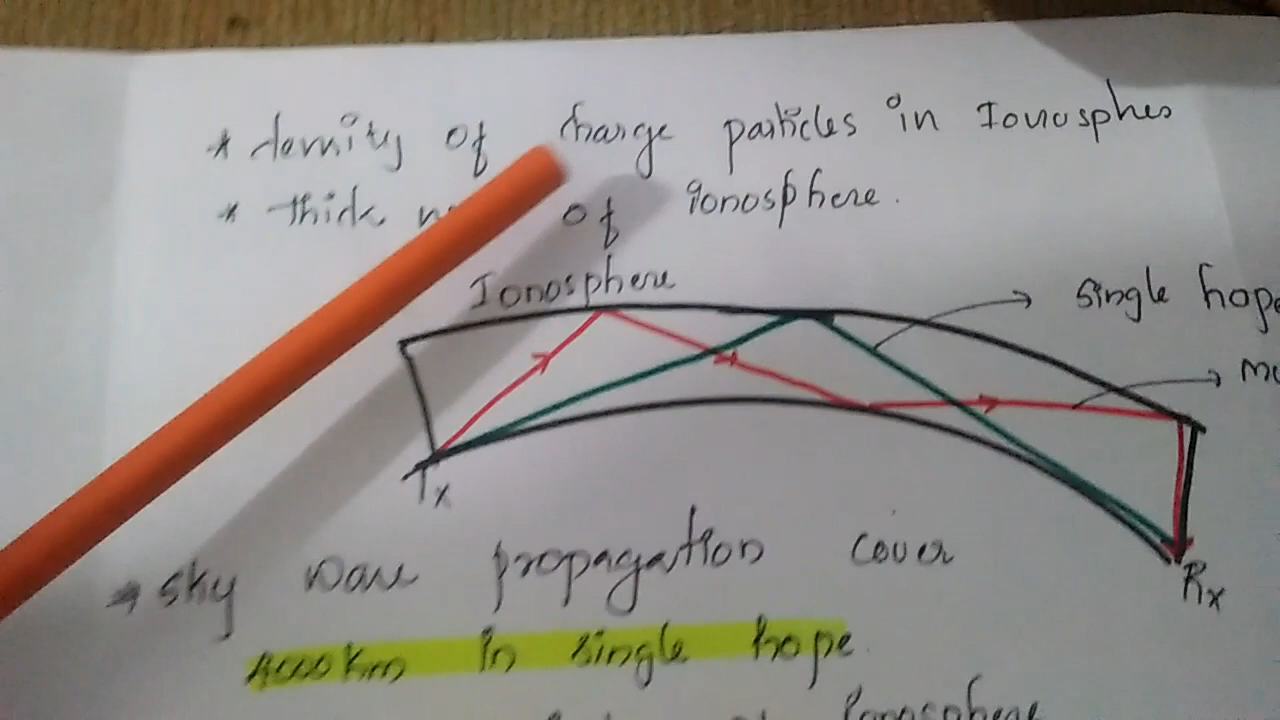 * density of charge particles in Ionosphes
* thick of ionosphere.
Ionosphere
single hope
Tx
Rx
→ sky wave propagation cover
4000 Km in single hope